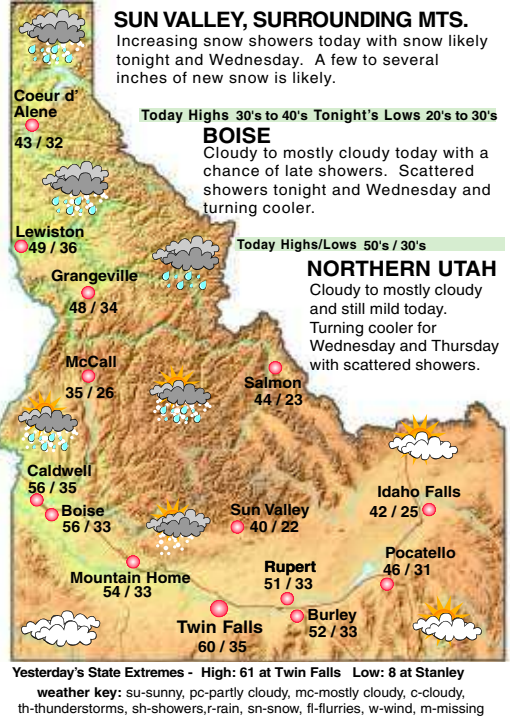 SUN VALLEY, SURROUNDING MTS.
Increasing snow showers today with snow likely
tonight and Wednesday.  A few to several
inches of new snow is likely.
Today Highs 30's to 40's Tonight's Lows 20's to 30's
BOISE
Cloudy to mostly cloudy today with a
chance of late showers.  Scattered
showers tonight and Wednesday and
turning cooler.
Today Highs/Lows 50's / 30's
NORTHERN UTAH
Cloudy to mostly cloudy
and still mild today.
Turning cooler for
Wednesday and Thursday
with scattered showers.
Coeur d'
Alene
43 / 32
Lewiston
49 / 36
Grangeville
48 / 34
McCall
35 / 26
Salmon
44 / 23
Caldwell
56 / 35
Boise
56 / 33
Sun Valley
40 / 22
Idaho Falls
42 / 25
Mountain Home
54 / 33
Rupert
51 / 33
Pocatello
46 / 31
Burley
52 / 33
Twin Falls
60 / 35
Yesterday's State Extremes - High: 61 at Twin Falls Low: 8 at Stanley
weather key: su-sunny, pc-partly cloudy, mc-mostly cloudy, c-cloudy,
th-thunderstorms, sh-showers,r-rain, sn-snow, fl-flurries, w-wind, m-missing